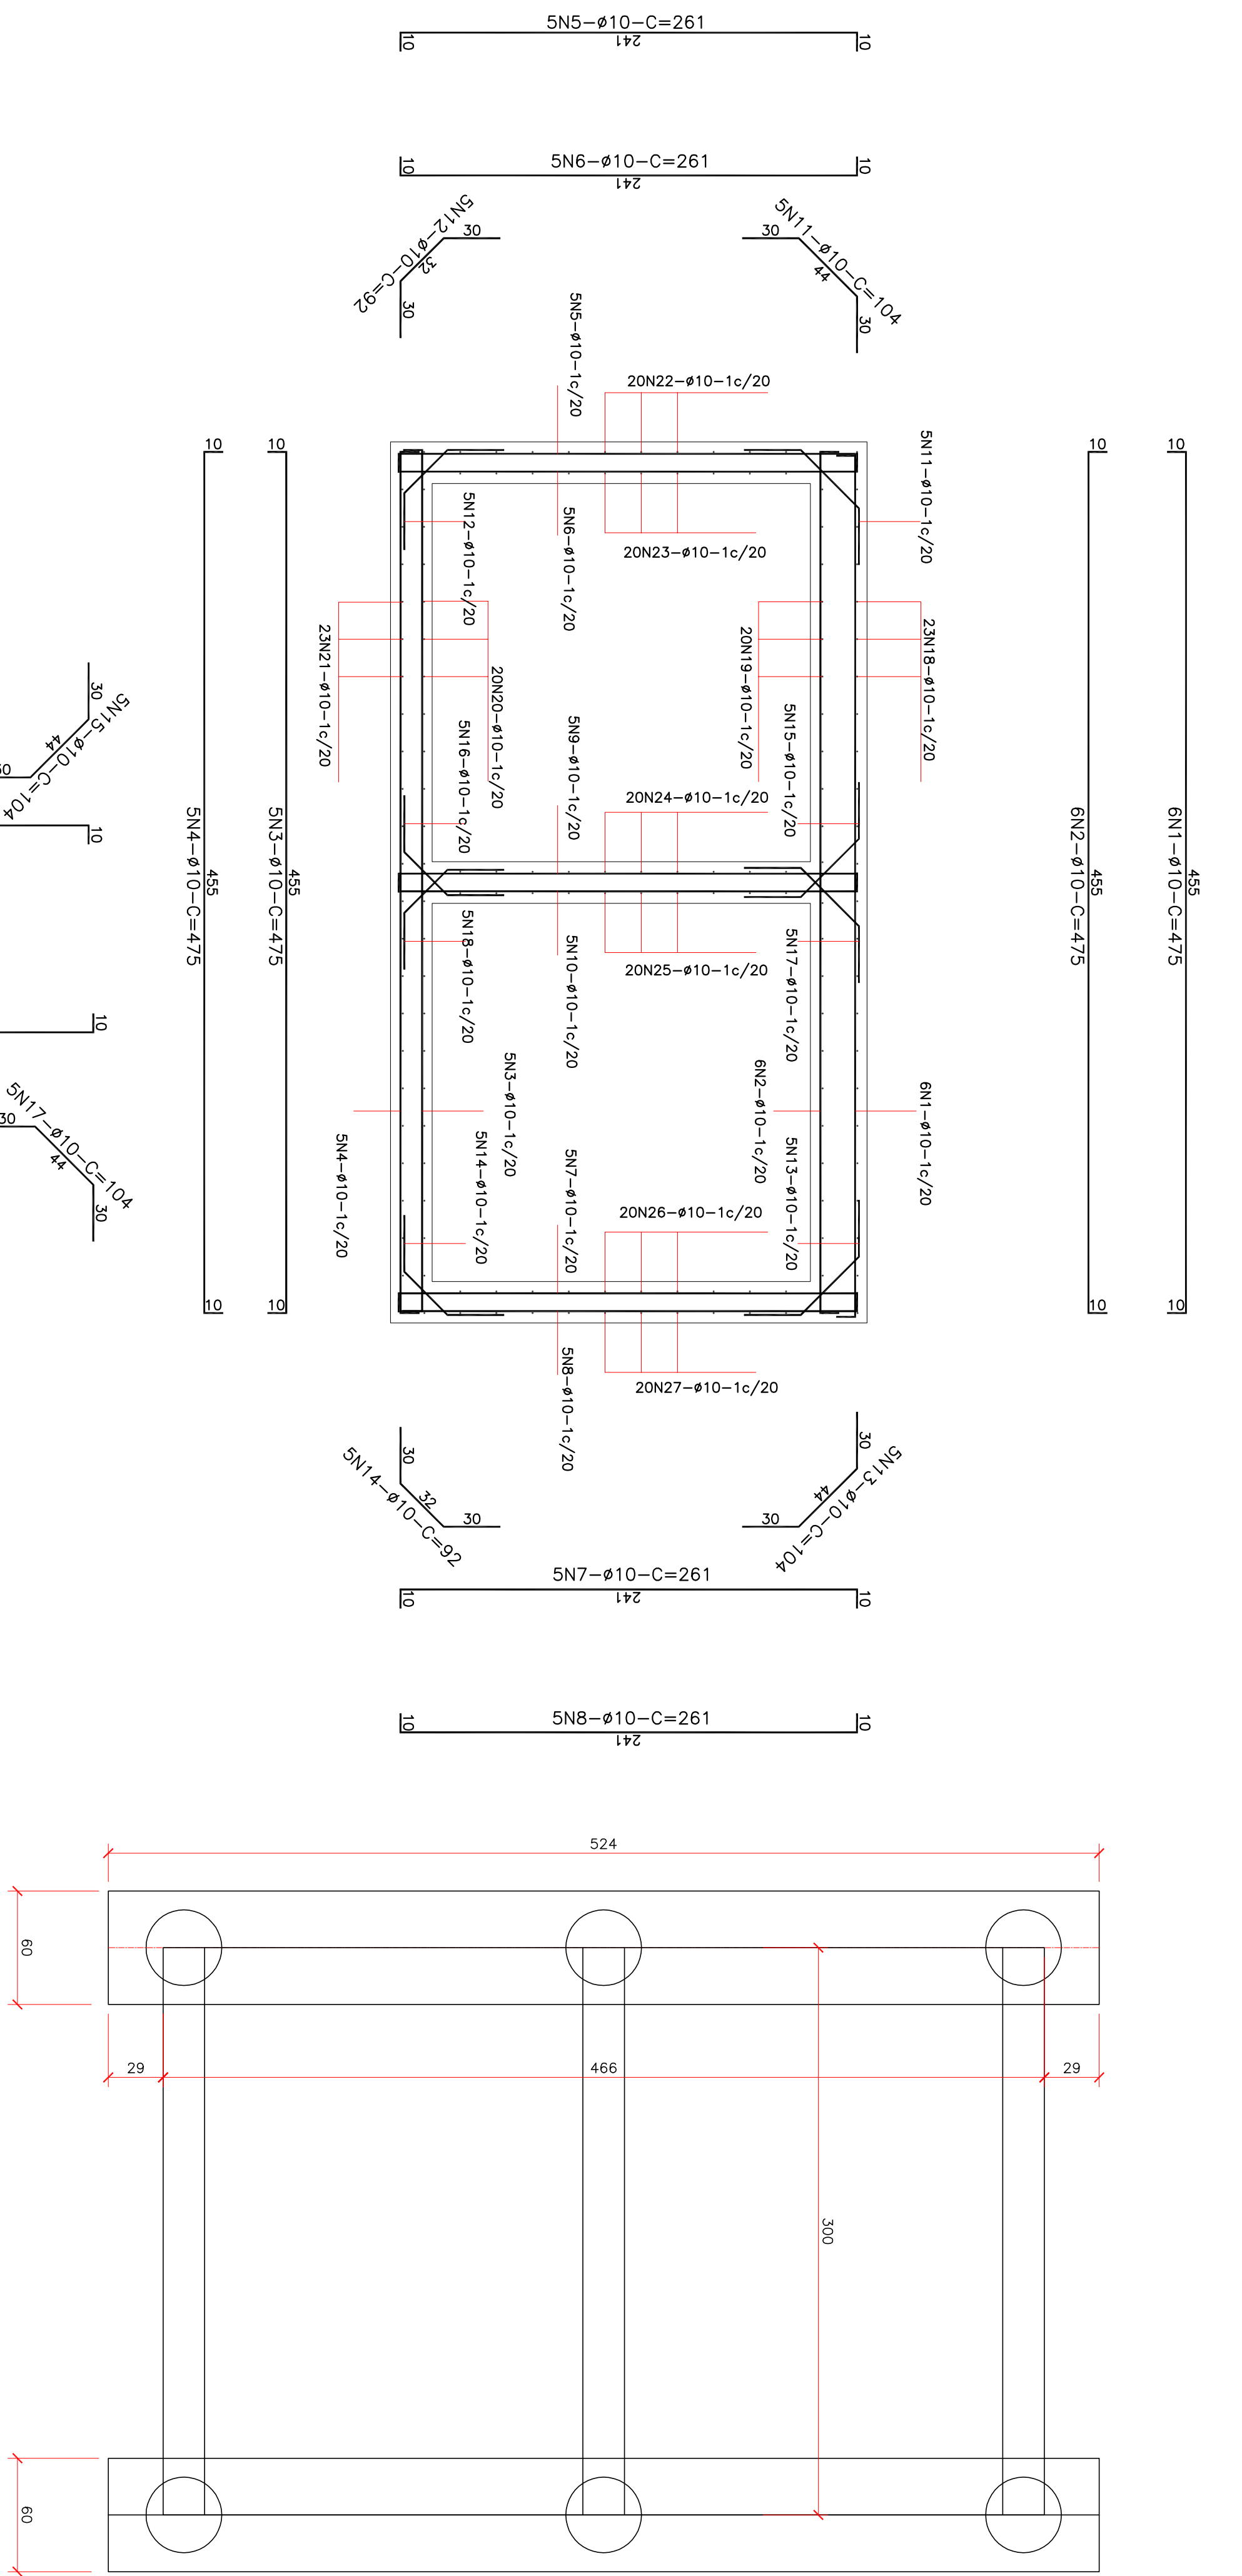 5N5-ø10-C=261
10
241
10
5N6-ø10-C=261
10
241
10
5N12-ø10-C=92
30
32
30
5N11-ø10-C=104
30
44
30
5N5-ø10-1c/20
20N22-ø10-1c/20
5N11-ø10-1c/20
5N12-ø10-1c/20
5N6-ø10-1c/20
20N23-ø10-1c/20
10
10
10
10
23N21-ø10-1c/20
20N20-ø10-1c/20
20N19-ø10-1c/20
23N18-ø10-1c/20
5N16-ø10-1c/20
5N9-ø10-1c/20
5N15-ø10-1c/20
20N24-ø10-1c/20
30
44
5N15-ø10-C=104
10
5N4-ø10-C=475
455
5N3-ø10-C=475
455
6N2-ø10-C=475
455
6N1-ø10-C=475
455
5N18-ø10-1c/20
5N10-ø10-1c/20
20N25-ø10-1c/20
5N17-ø10-1c/20
10
5N17-ø10-C=104
30
44
30
5N3-ø10-1c/20
6N2-ø10-1c/20
6N1-ø10-1c/20
5N4-ø10-1c/20
5N14-ø10-1c/20
5N7-ø10-1c/20
5N13-ø10-1c/20
20N26-ø10-1c/20
10
10
10
10
5N8-ø10-1c/20
20N27-ø10-1c/20
30
32
30
5N14-ø10-C=92
30
44
30
5N13-ø10-C=104
5N7-ø10-C=261
10
241
10
5N8-ø10-C=261
10
241
10
524
60
29
466
29
300
60